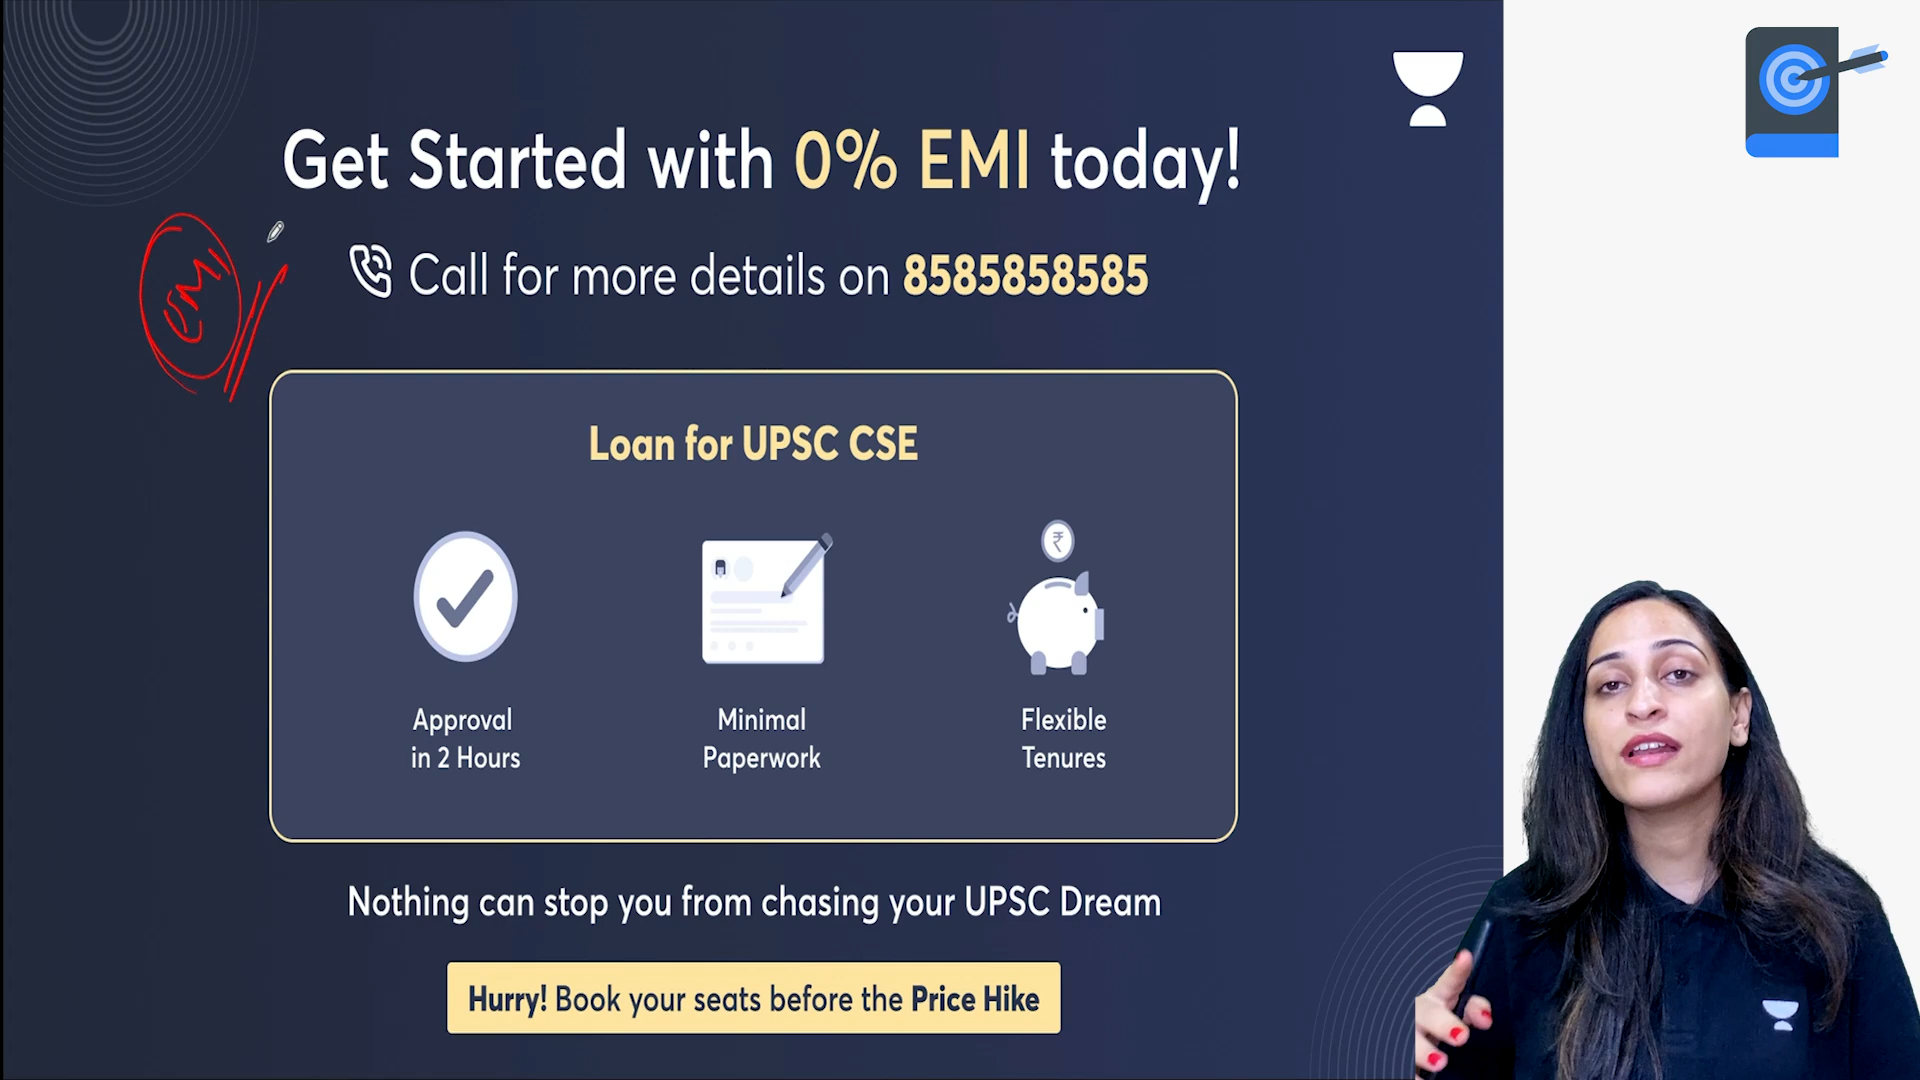 Get Started with 0% EMI today!
EMI
Call for more details on 8585858585
Loan for UPSC CSE
Approval
in 2 Hours
Minimal
Paperwork
Flexible
Tenures
Nothing can stop you from chasing your UPSC Dream
Hurry! Book your seats before the Price Hike